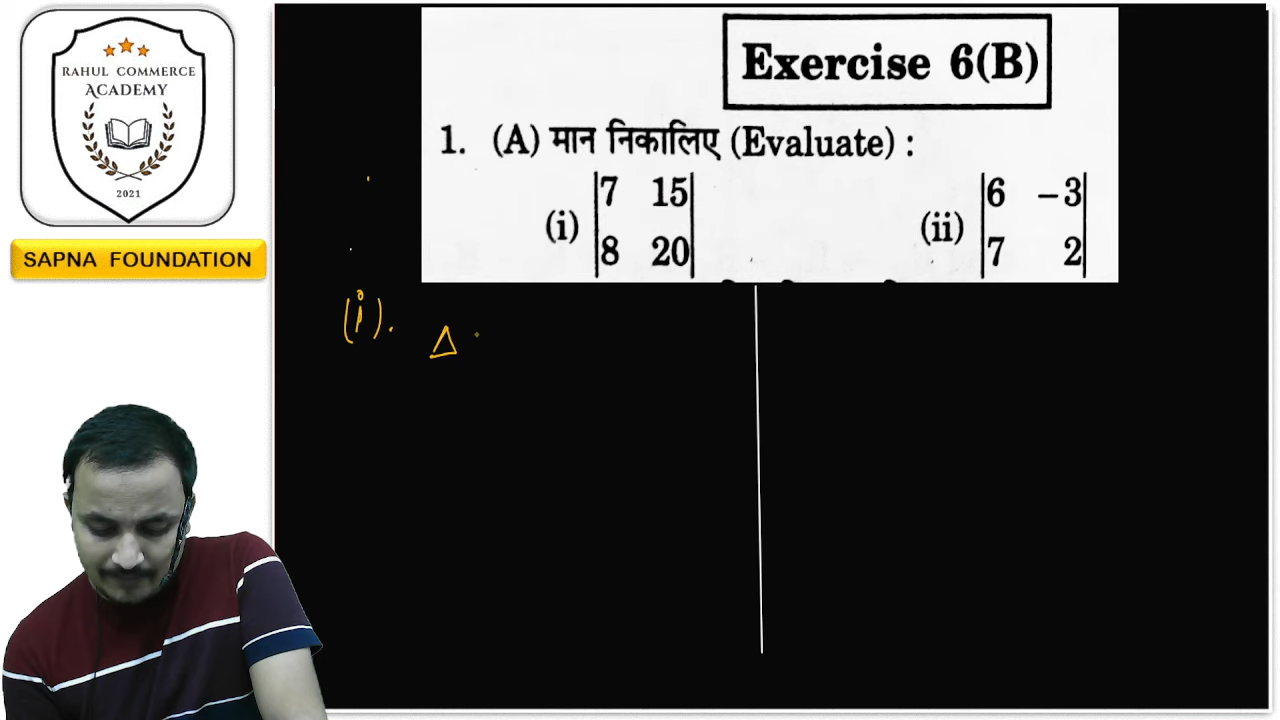 RAHUL COMMERCE
ACADEMY
2021
SAPNA FOUNDATION
Exercise 6(B)
1. (A) मान निकालिए (Evaluate) :
(i) |7 15|
|8 20|
(ii) |6 -3|
|7 2|
(i). Δ